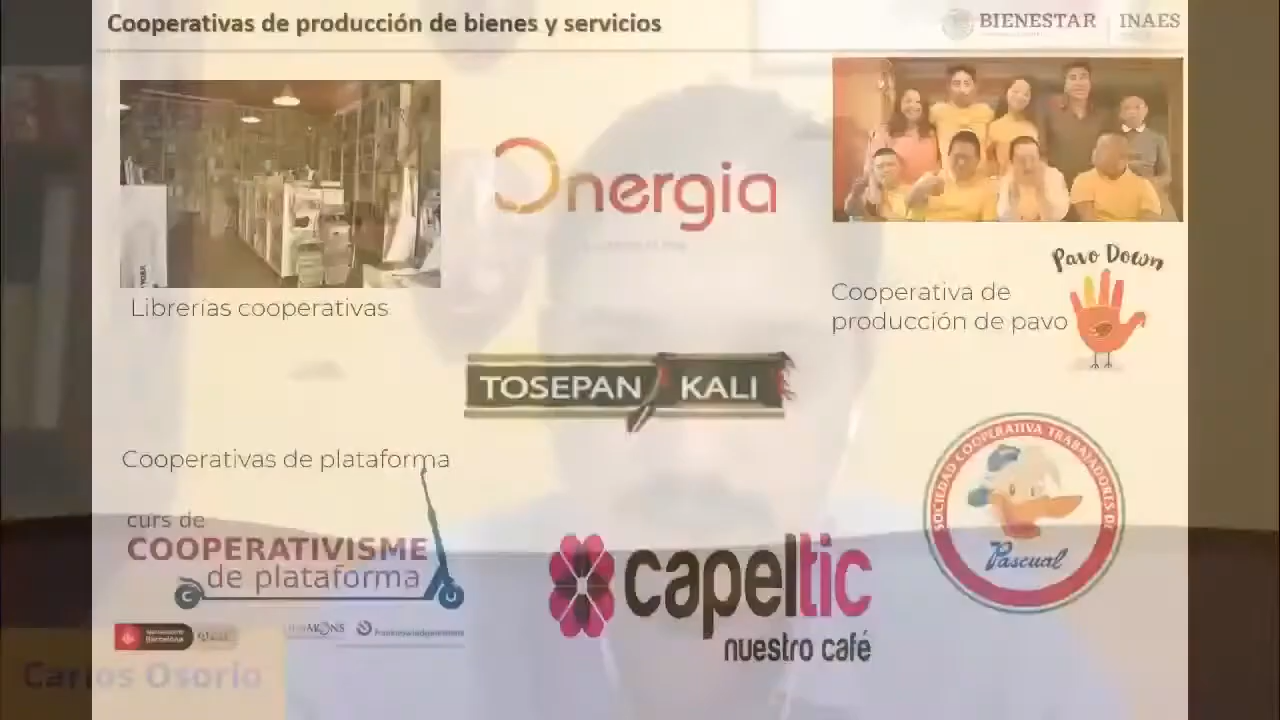 Cooperativas de producción de bienes y servicios
BIENESTAR
INAES
Onergia
Librerías cooperativas
Pavo Down
Cooperativa de
producción de pavo
TOSEPAN KALI
Cooperativas de plataforma
curs de
COOPERATIVISME
de plataforma
SOCIEDAD COOPERATIVA TRABAJADORES DE
Pascual
capeltic
nuestro café
Barcelona
Carlos Osorio